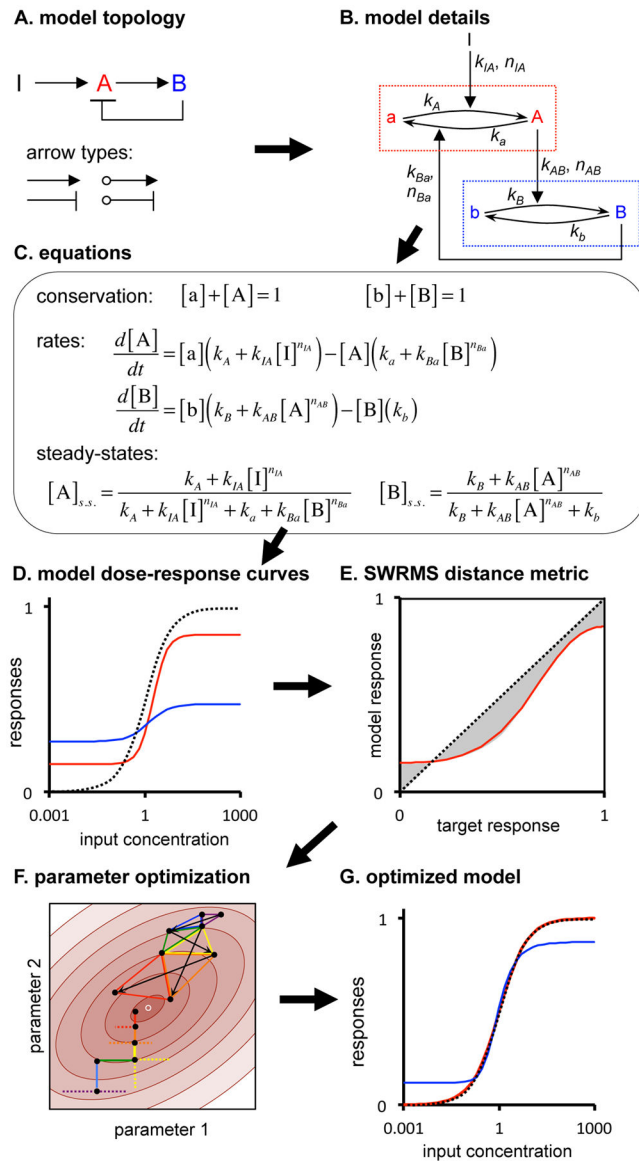 A. model topology
I A B
arrow types:
B. model details
I
k_IA, n_IA
k_A
a A
k_a
k_Ba,
n_Ba
k_AB, n_AB
k_B
b B
k_b
C. equations
conservation: [a]+[A]=1 [b]+[B]=1
rates: d[A]/dt=[a](k_A+k_IA[I]^n_IA)−[A](k_a+k_Ba[B]^n_Ba)
d[B]/dt=[b](k_B+k_AB[A]^n_AB)−[B](k_b)
steady-states:
[A]_s.s.=(k_A+k_IA[I]^n_IA)/(k_A+k_IA[I]^n_IA+k_a+k_Ba[B]^n_Ba) [B]_s.s.=(k_B+k_AB[A]^n_AB)/(k_B+k_AB[A]^n_AB+k_b)
D. model dose-response curves
responses
1
0
0.001 1 1000
input concentration
E. SWRMS distance metric
model response
1
0
0 1
target response
F. parameter optimization
parameter 2
parameter 1
G. optimized model
responses
1
0
0.001 1 1000
input concentration